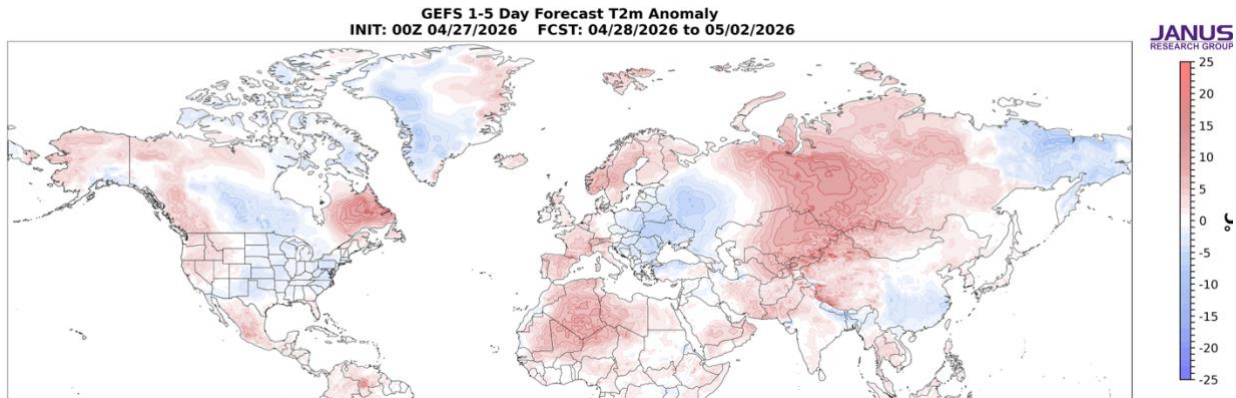 GEFS 1-5 Day Forecast T2m Anomaly
INIT: 00Z 04/27/2026 FCST: 04/28/2026 to 05/02/2026
JANUS
RESEARCH GROUP
25
20
15
10
5
0
-5
-10
-15
-20
-25
°C